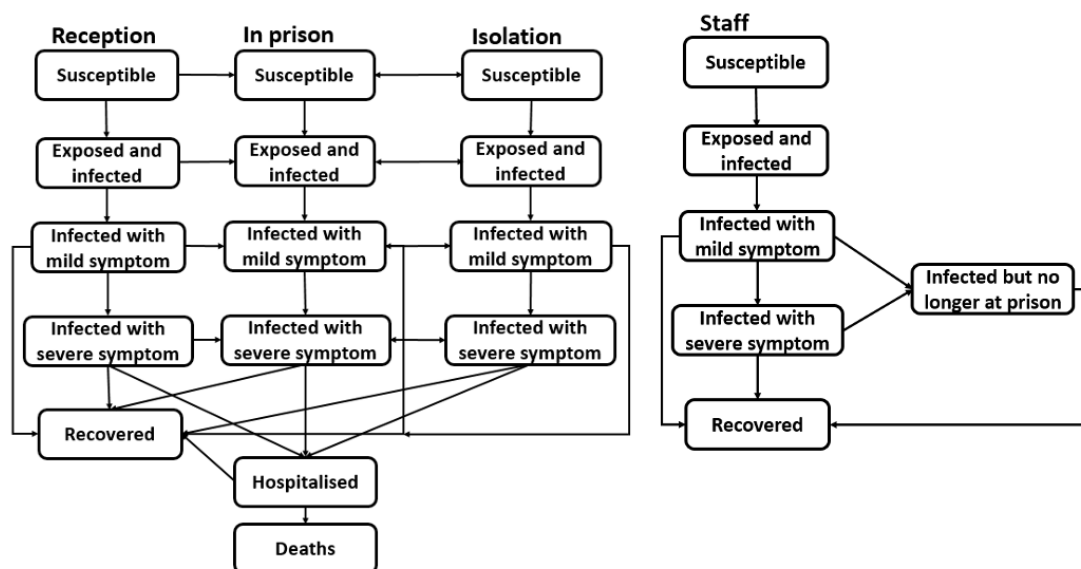 Reception
In prison
Isolation
Staff
Susceptible
Susceptible
Susceptible
Susceptible
Exposed and
infected
Exposed and
infected
Exposed and
infected
Exposed and
infected
Infected with
mild symptom
Infected with
mild symptom
Infected with
mild symptom
Infected with
mild symptom
Infected but no
longer at prison
Infected with
severe symptom
Infected with
severe symptom
Infected with
severe symptom
Infected with
severe symptom
Recovered
Recovered
Hospitalised
Deaths